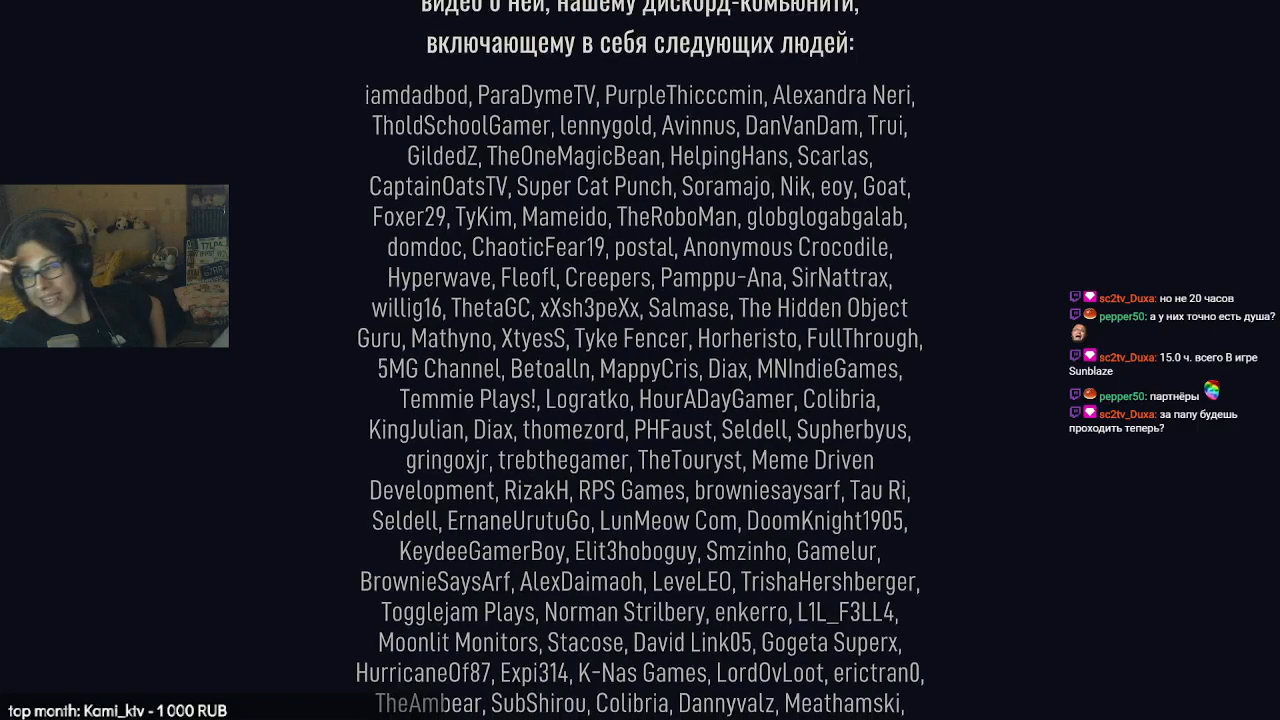 видео о ней, нашему дискорд-комьюнити,
включающему в себя следующих людей:
iamdadbod, ParaDymeTV, PurpleThicccmin, Alexandra Neri,
TholdSchoolGamer, lennygold, Avinnus, DanVanDam, Trui,
GildedZ, TheOneMagicBean, HelpingHans, Scarlas,
CaptainOatsTV, Super Cat Punch, Soramajo, Nik, eoy, Goat,
Foxer29, TyKim, Mameido, TheRoboMan, globglogabgalab,
domdoc, ChaoticFear19, postal, Anonymous Crocodile,
Hyperwave, Fleofl, Creepers, Pamppu-Ana, SirNattrax,
willig16, ThetaGC, xXsh3peXx, Salmase, The Hidden Object
Guru, Mathyno, XtyesS, Tyke Fencer, Horheristo, FullThrough,
5MG Channel, Betoalln, MappyCris, Diax, MNIndieGames,
Temmie Plays!, Logratko, HourADayGamer, Colibria,
KingJulian, Diax, thomezord, PHFaust, Seldell, Supherbyus,
gringoxjr, trebthegamer, TheTouryst, Meme Driven
Development, RizakH, RPS Games, browniesaysarf, Tau Ri,
Seldell, ErnaneUrutuGo, LunMeow Com, DoomKnight1905,
KeydeeGamerBoy, Elit3hoboguy, Smzinho, Gamelur,
BrownieSaysArf, AlexDaimaoh, LeveLEO, TrishaHershberger,
Togglejam Plays, Norman Strilbery, enkerro, L1L_F3LL4,
Moonlit Monitors, Stacose, David Link05, Gogeta Superx,
HurricaneOf87, Expi314, K-Nas Games, LordOvLoot, erictran0,
TheAmbear, SubShirou, Colibria, Dannyvalz, Meathamski,
sc2tv_Duxa: но не 20 часов
pepper50: а у них точно есть душа?
sc2tv_Duxa: 15.0 ч. всего В игре
Sunblaze
pepper50: партнёры
sc2tv_Duxa: за папу будешь
проходить теперь?
top month: Kami_ktv - 1 000 RUB